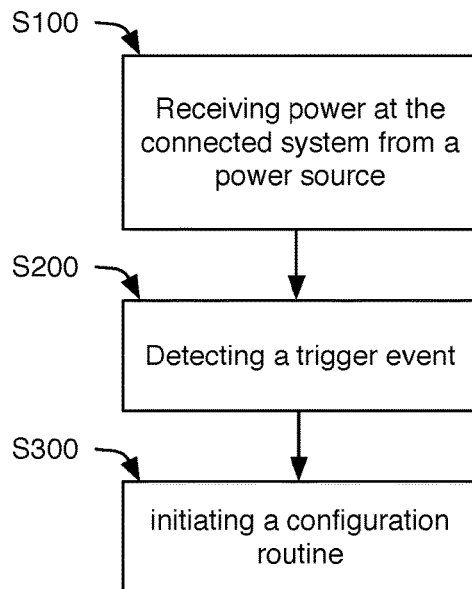 S100
Receiving power at the
connected system from a
power source
S200
Detecting a trigger event
S300
initiating a configuration
routine